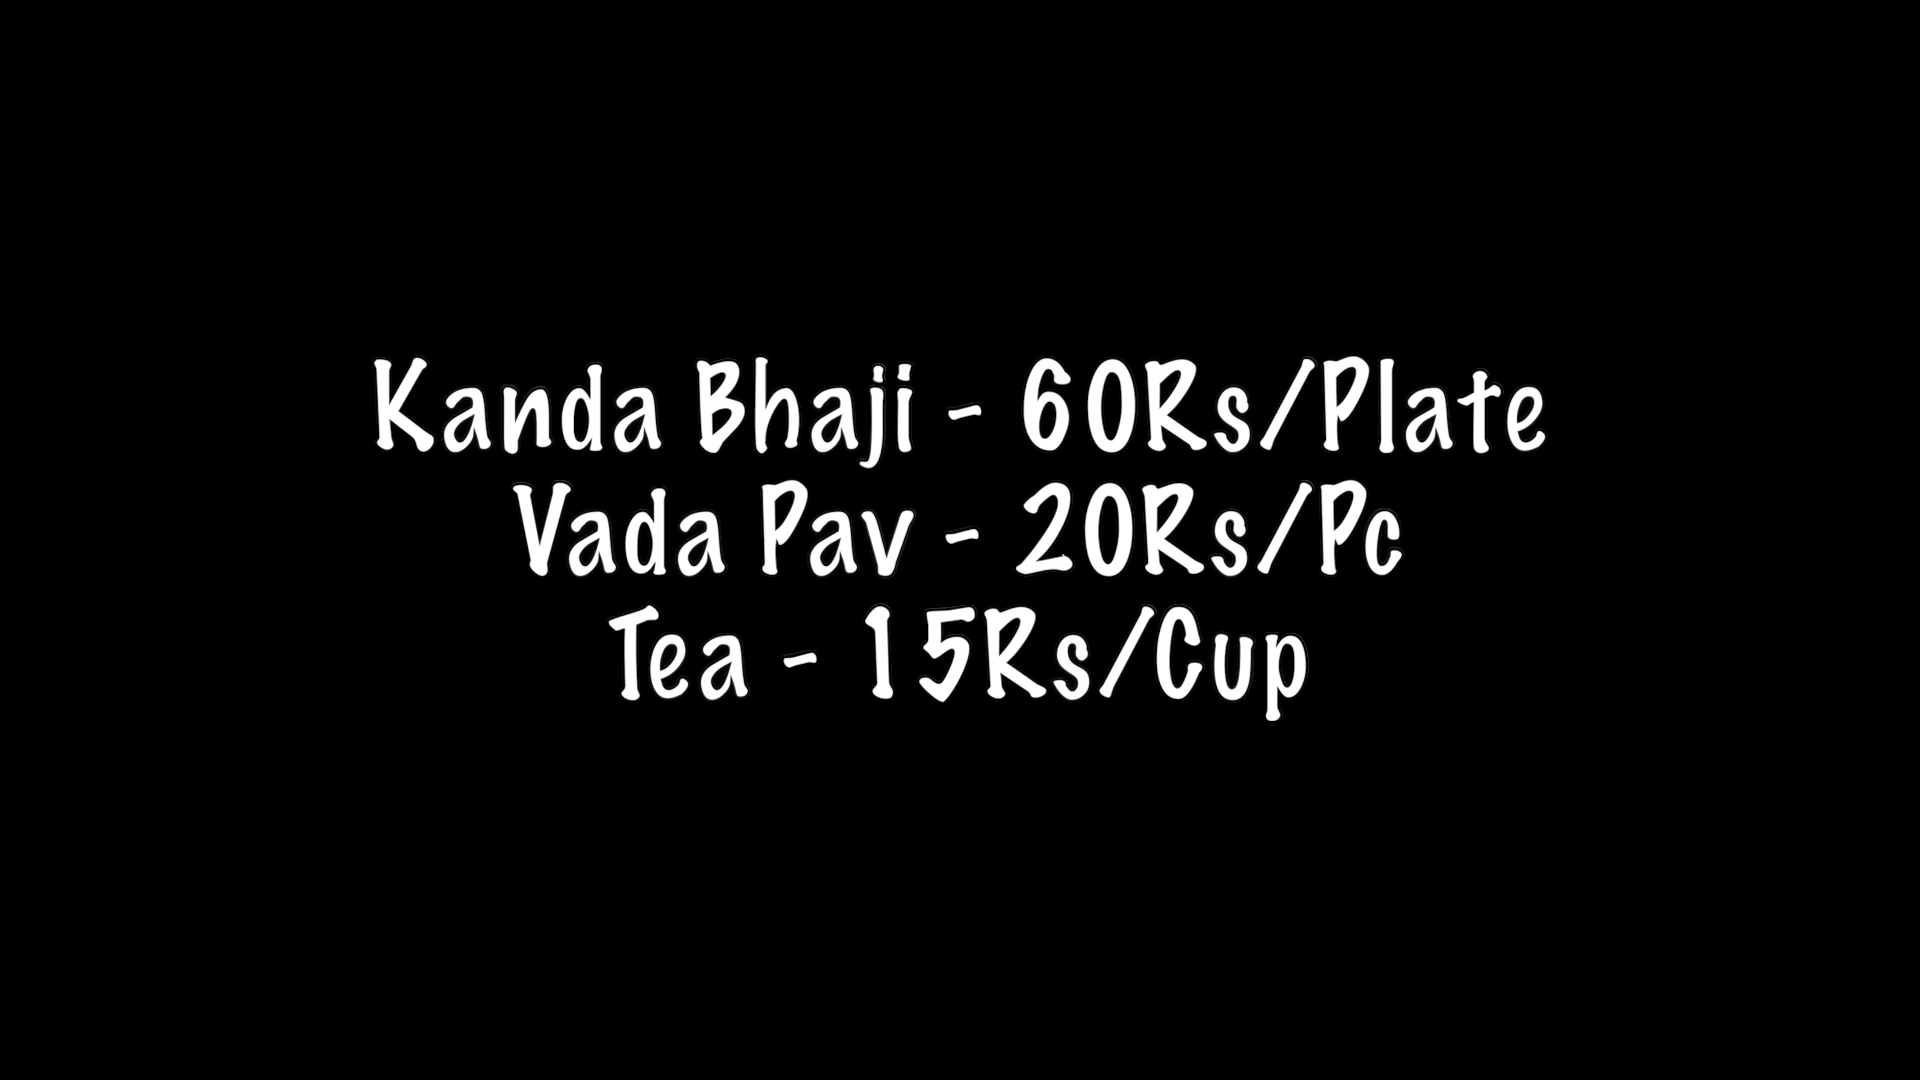 Kanda Bhaji - 60Rs/Plate
Vada Pav - 20Rs/Pc
Tea - 15Rs/Cup